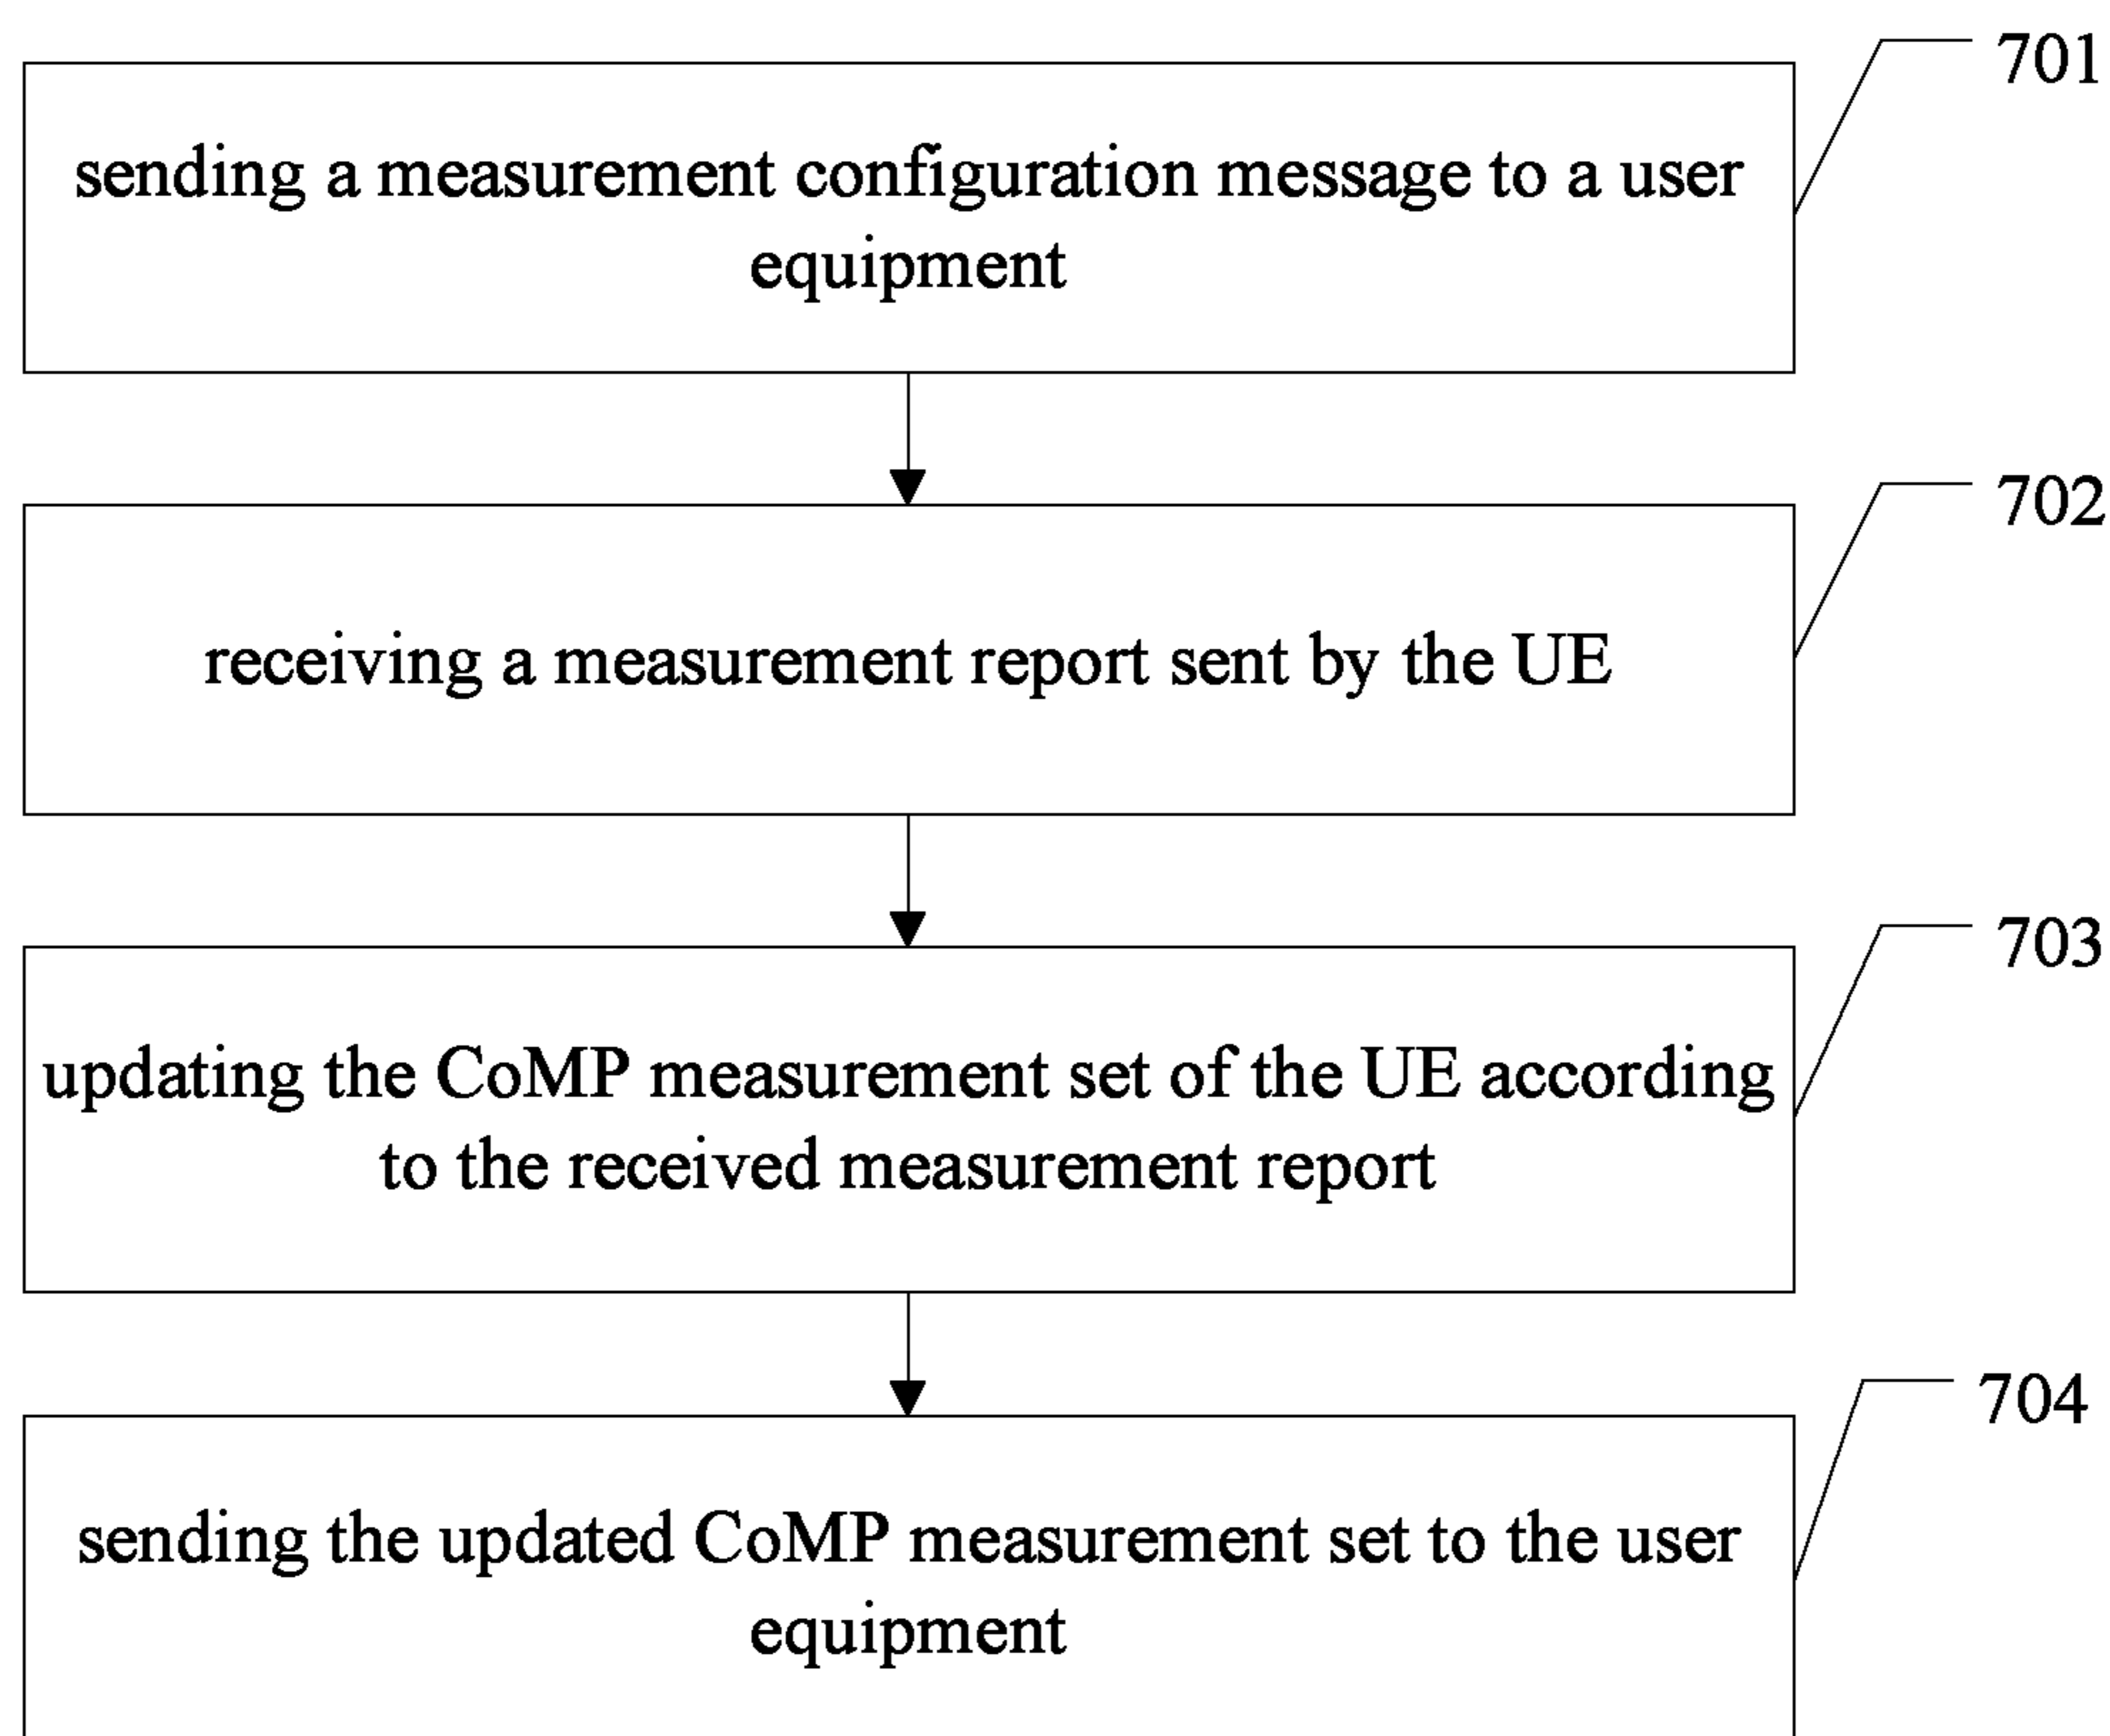 701
sending a measurement configuration message to a user
equipment
702
receiving a measurement report sent by the UE
703
updating the CoMP measurement set of the UE according
to the received measurement report
704
sending the updated CoMP measurement set to the user
equipment